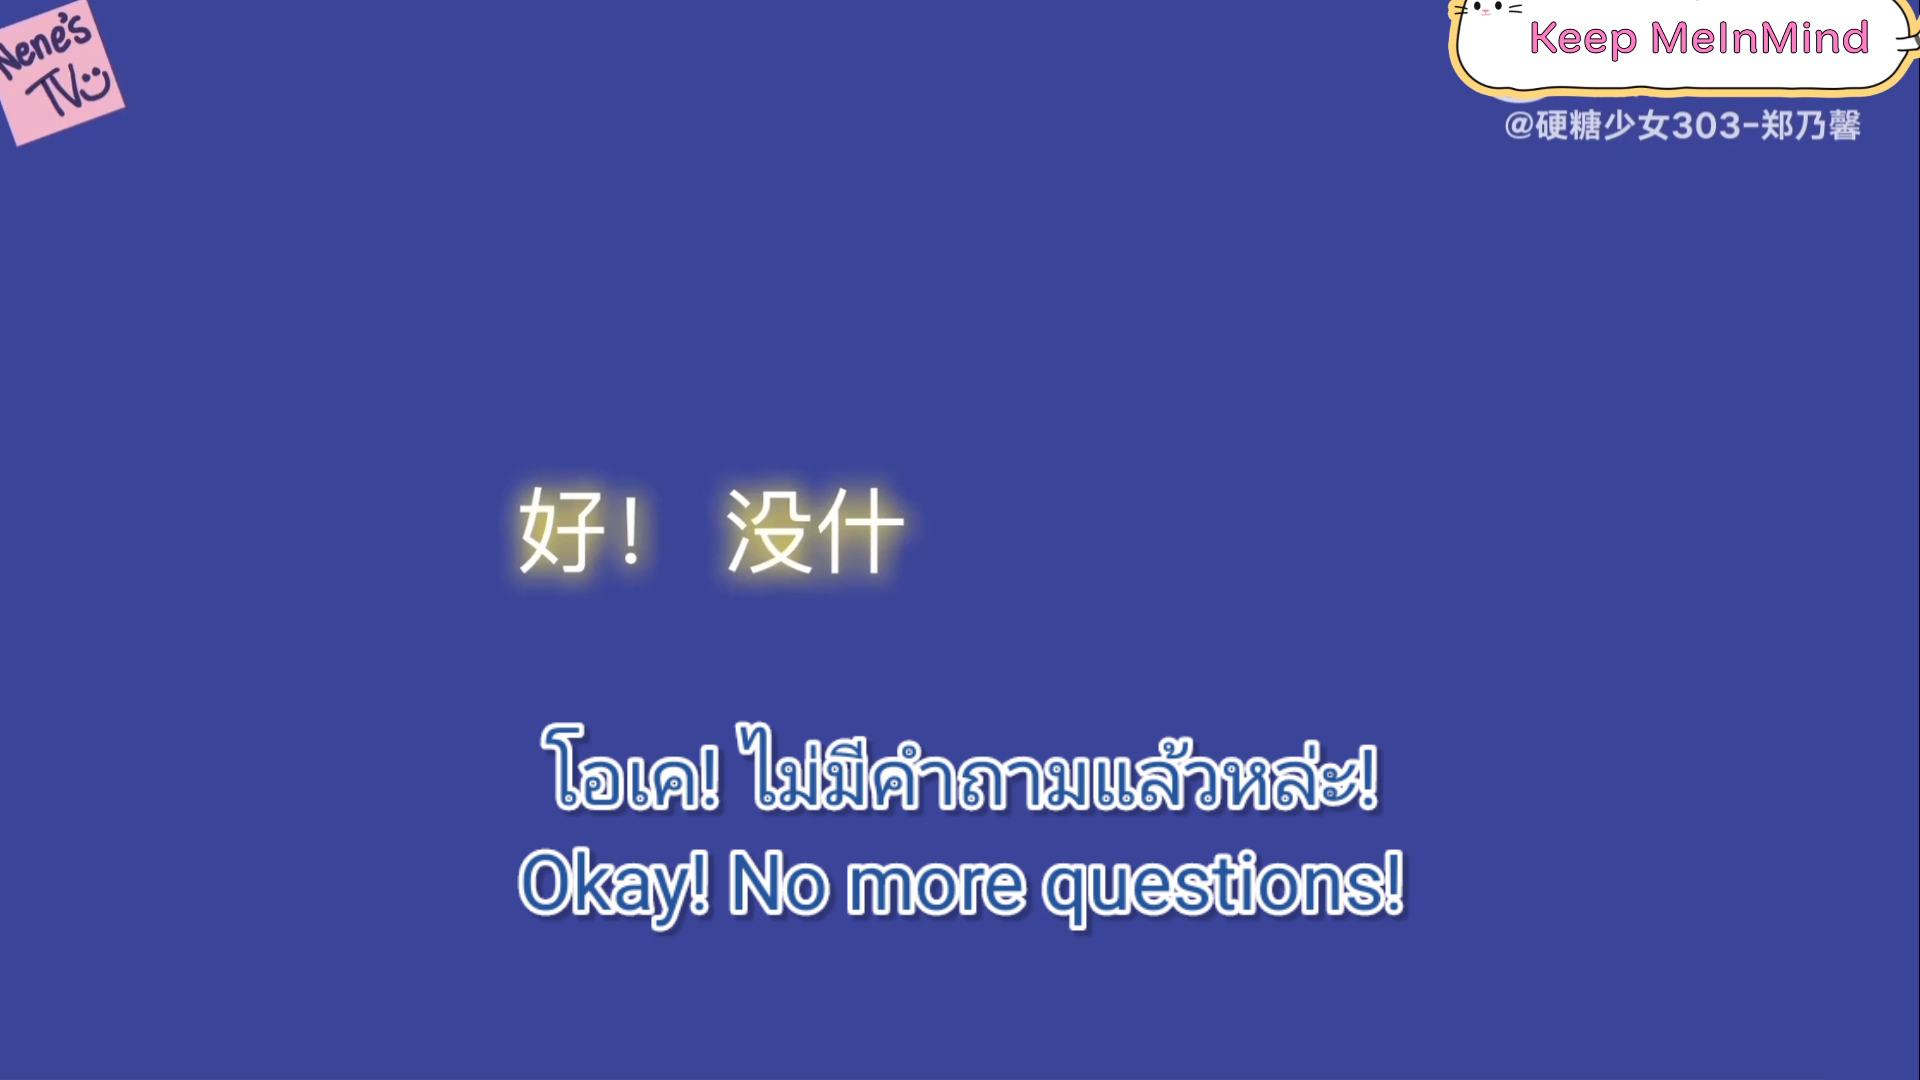 Nene's
TV
Keep MeInMind
@硬糖少女303-郑乃馨
好！ 没什
โอเค! ไม่มีคำถามแล้วหล่ะ!
Okay! No more questions!